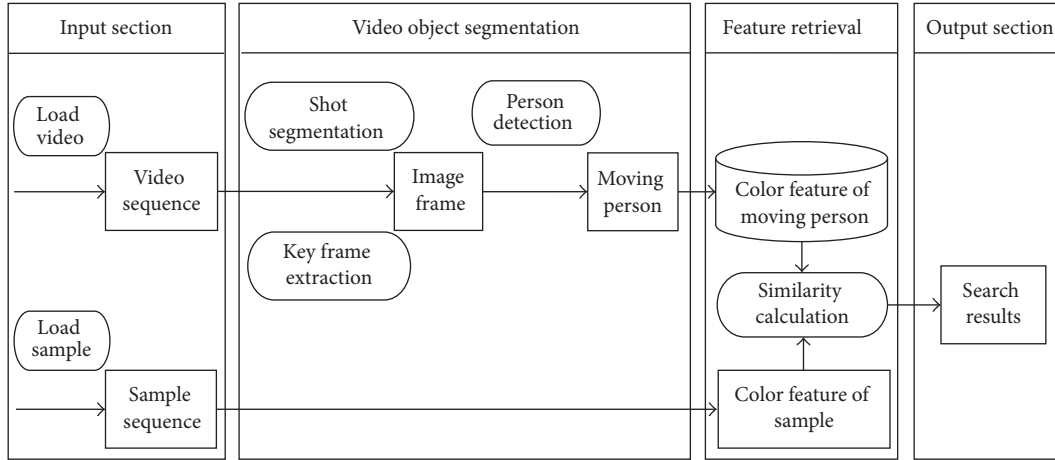 Input section
Video object segmentation
Feature retrieval
Output section
Load
video
Shot
segmentation
Person
detection
Video
sequence
Image
frame
Moving
person
Color feature of
moving person
Key frame
extraction
Similarity
calculation
Search
results
Load
sample
Sample
sequence
Color feature of
sample